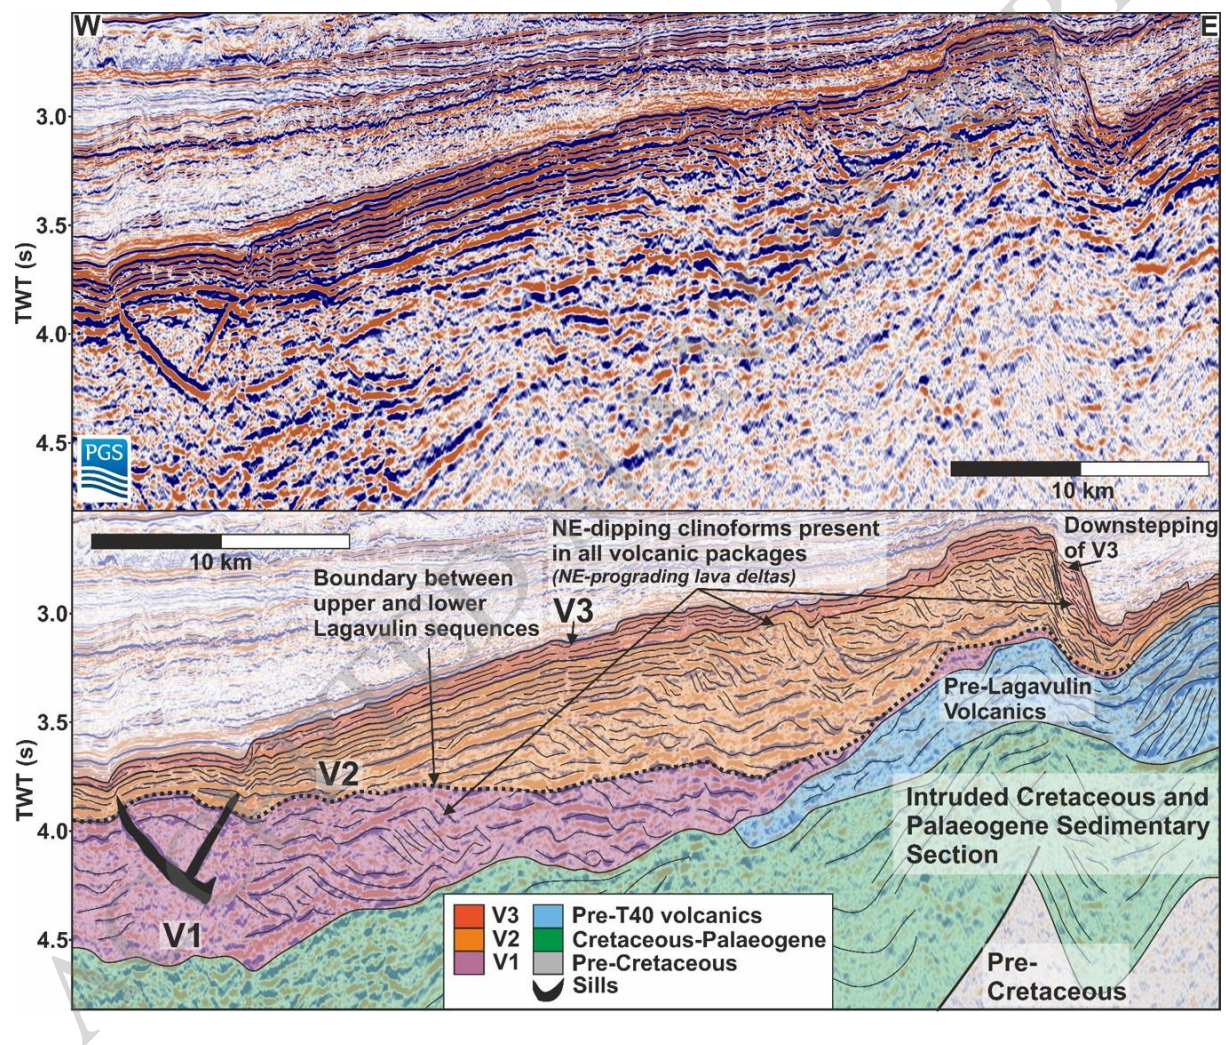 W
E
3.0
3.5
TWT (s)
4.0
4.5
PGS
10 km
10 km
NE-dipping clinoforms present
in all volcanic packages
(NE-prograding lava deltas)
Downstepping
of V3
Boundary between
upper and lower
Lagavulin sequences
V3
3.0
Pre-Lagavulin
Volcanics
3.5
TWT (s)
V2
Intruded Cretaceous and
Palaeogene Sedimentary
Section
4.0
V1
4.5
V3
V2
V1
Pre-T40 volcanics
Cretaceous-Palaeogene
Pre-Cretaceous
Sills
Pre-
Cretaceous